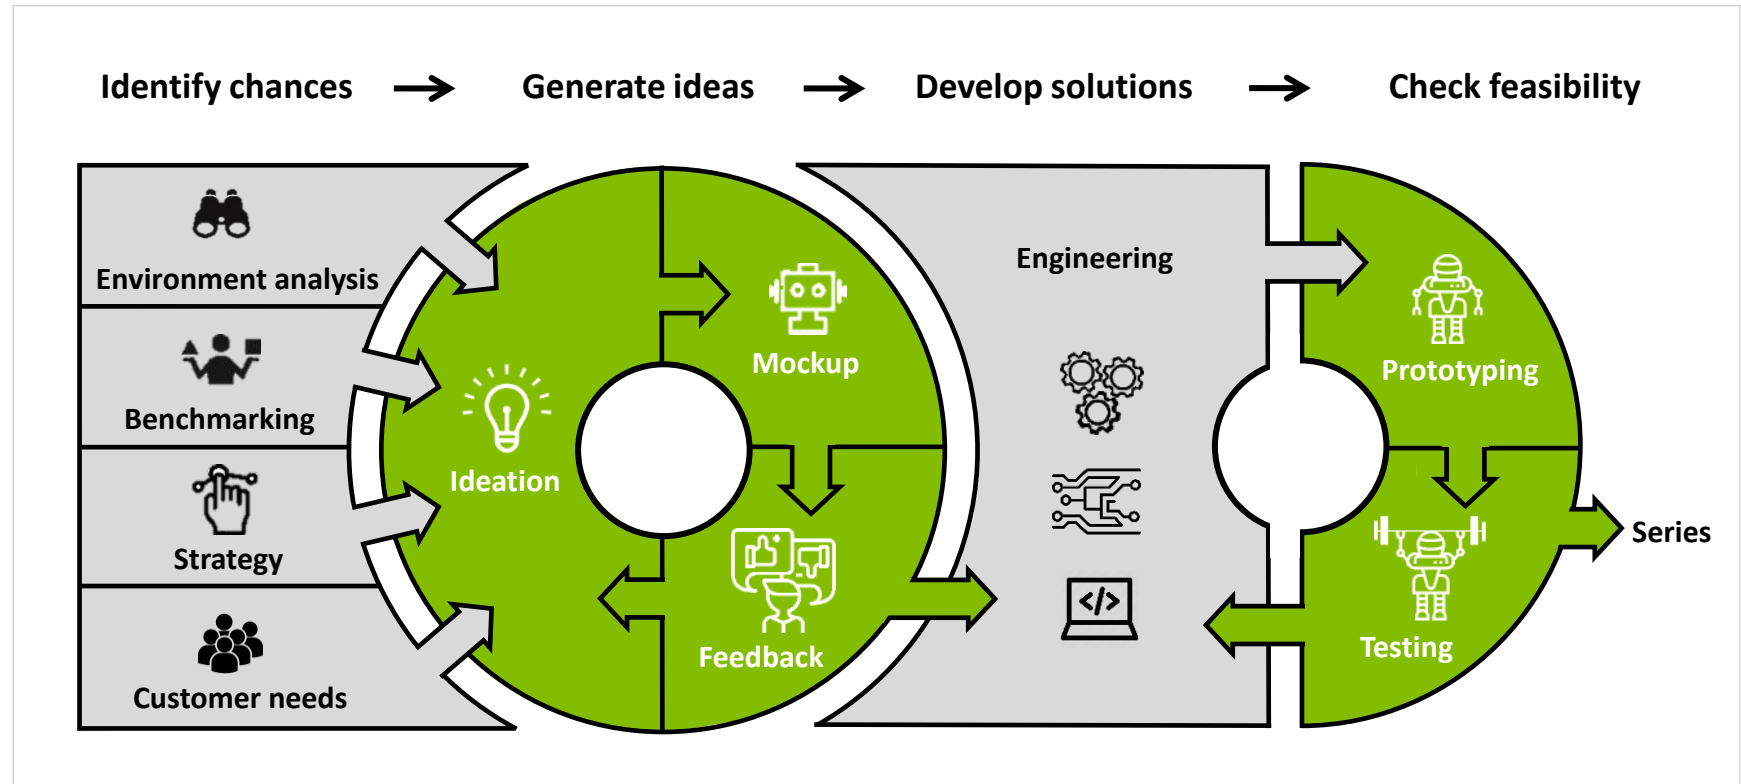 Identify chances → Generate ideas → Develop solutions → Check feasibility
Environment analysis
Benchmarking
Strategy
Customer needs
Ideation
Mockup
Feedback
Engineering
</>
Prototyping
Testing
Series